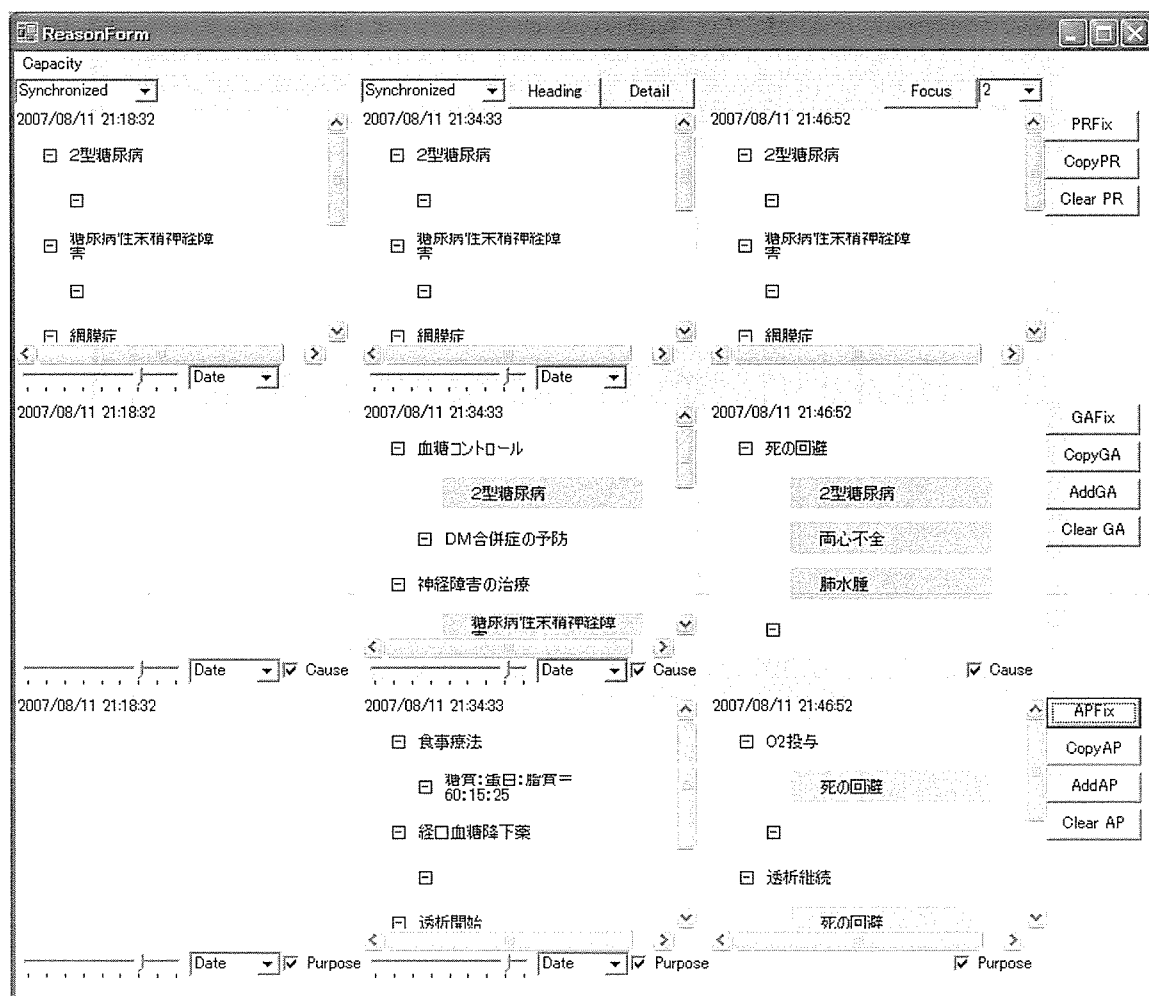 ReasonForm
Capacity
Synchronized
Synchronized
Heading
Detail
Focus
2
2007/08/11 21:18:32
2型糖尿病
糖尿病性末梢神経障
害
網膜症
Date
2007/08/11 21:34:33
2型糖尿病
糖尿病性末梢神経障
害
網膜症
Date
2007/08/11 21:46:52
2型糖尿病
糖尿病性末梢神経障
害
網膜症
PRFix
CopyPR
Clear PR
2007/08/11 21:18:32
Date
Cause
2007/08/11 21:34:33
血糖コントロール
2型糖尿病
DM合併症の予防
神経障害の治療
糖尿病性末梢神経障
Date
Cause
2007/08/11 21:46:52
死の回避
2型糖尿病
両心不全
肺水腫
Cause
GAFix
CopyGA
AddGA
Clear GA
2007/08/11 21:18:32
Date
Purpose
2007/08/11 21:34:33
食事療法
糖質:蛋白:脂質=
60:15:25
経口血糖降下薬
透析開始
Date
Purpose
2007/08/11 21:46:52
O2投与
死の回避
透析継続
死の回避
Purpose
APFix
CopyAP
AddAP
Clear AP